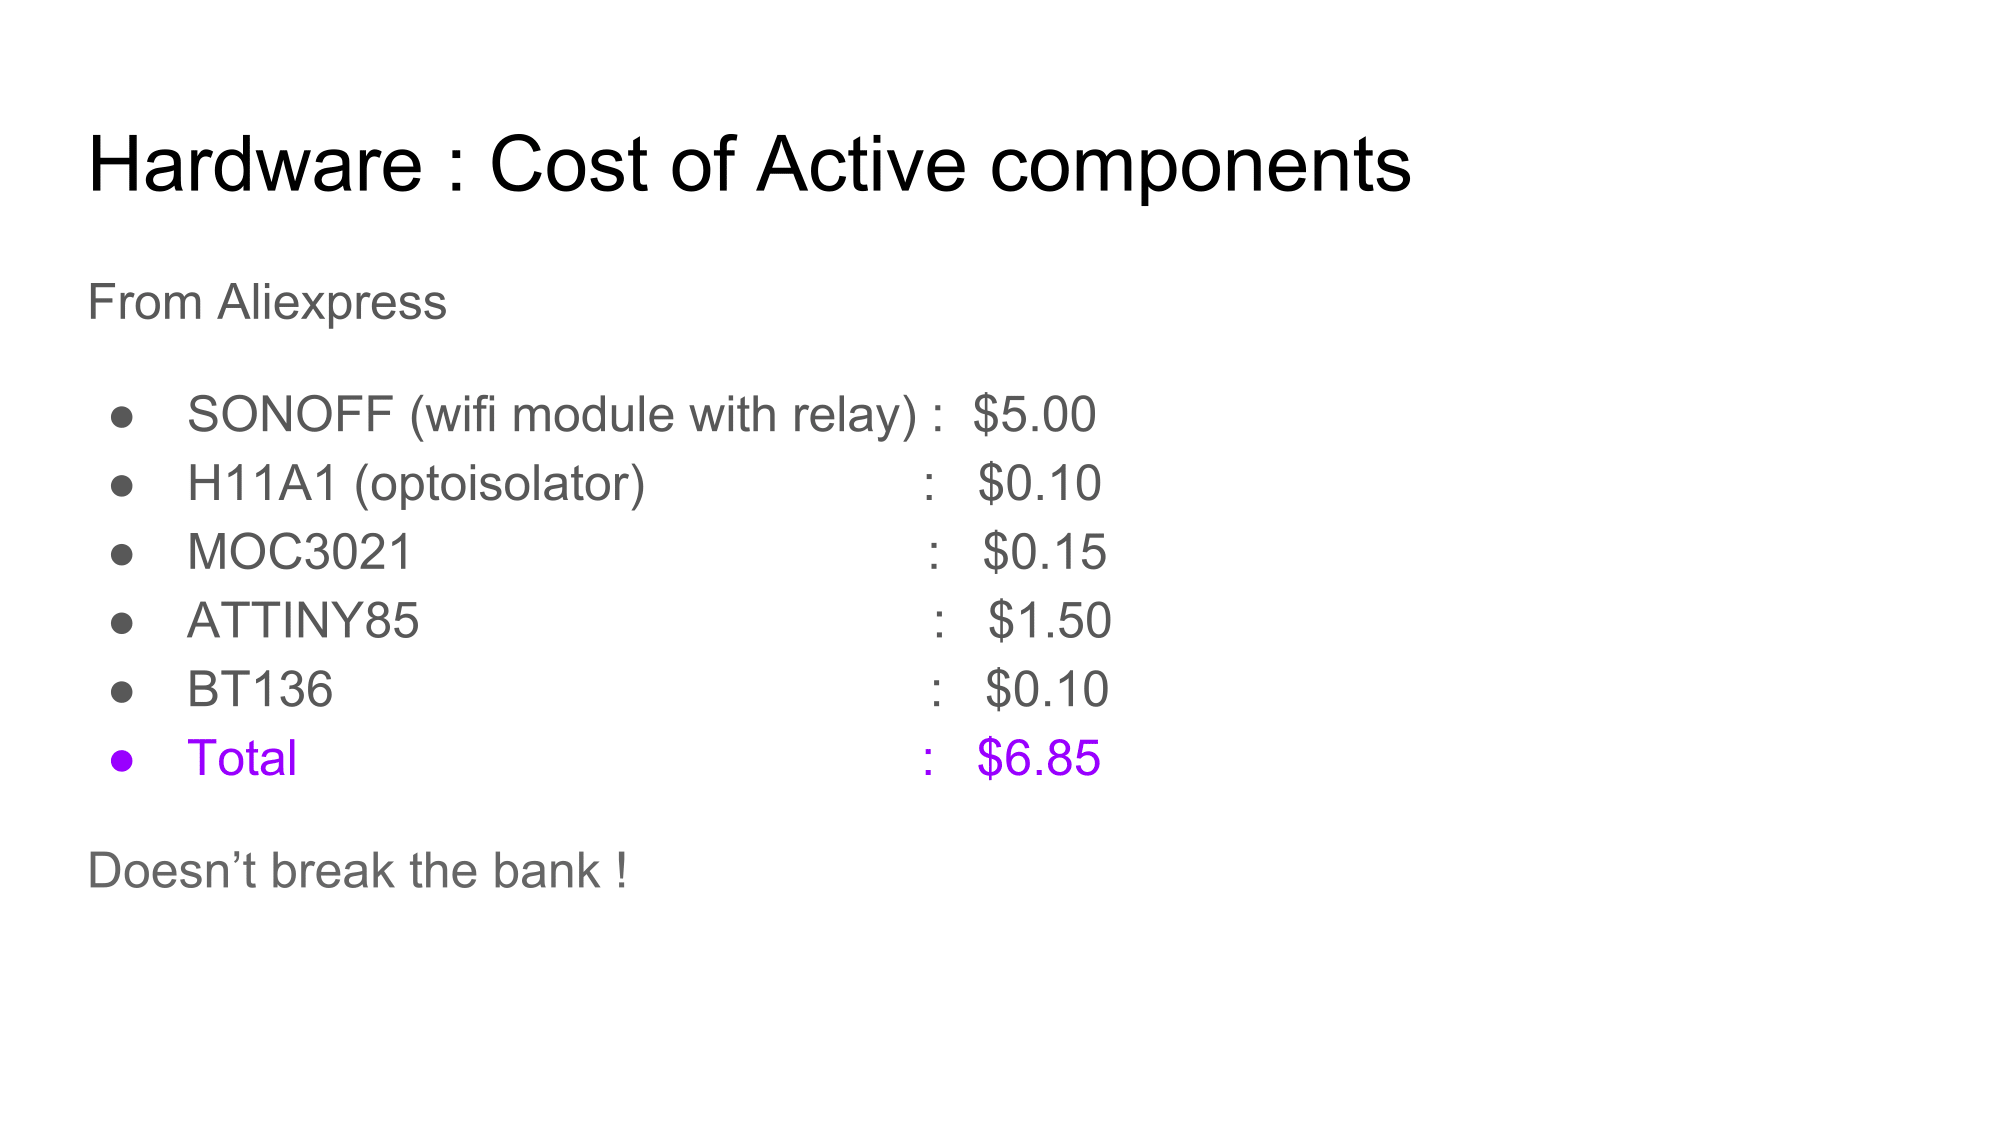 Hardware : Cost of Active components
From Aliexpress
● SONOFF (wifi module with relay) : $5.00
● H11A1 (optoisolator) : $0.10
● MOC3021 : $0.15
● ATTINY85 : $1.50
● BT136 : $0.10
● Total : $6.85
Doesn’t break the bank !